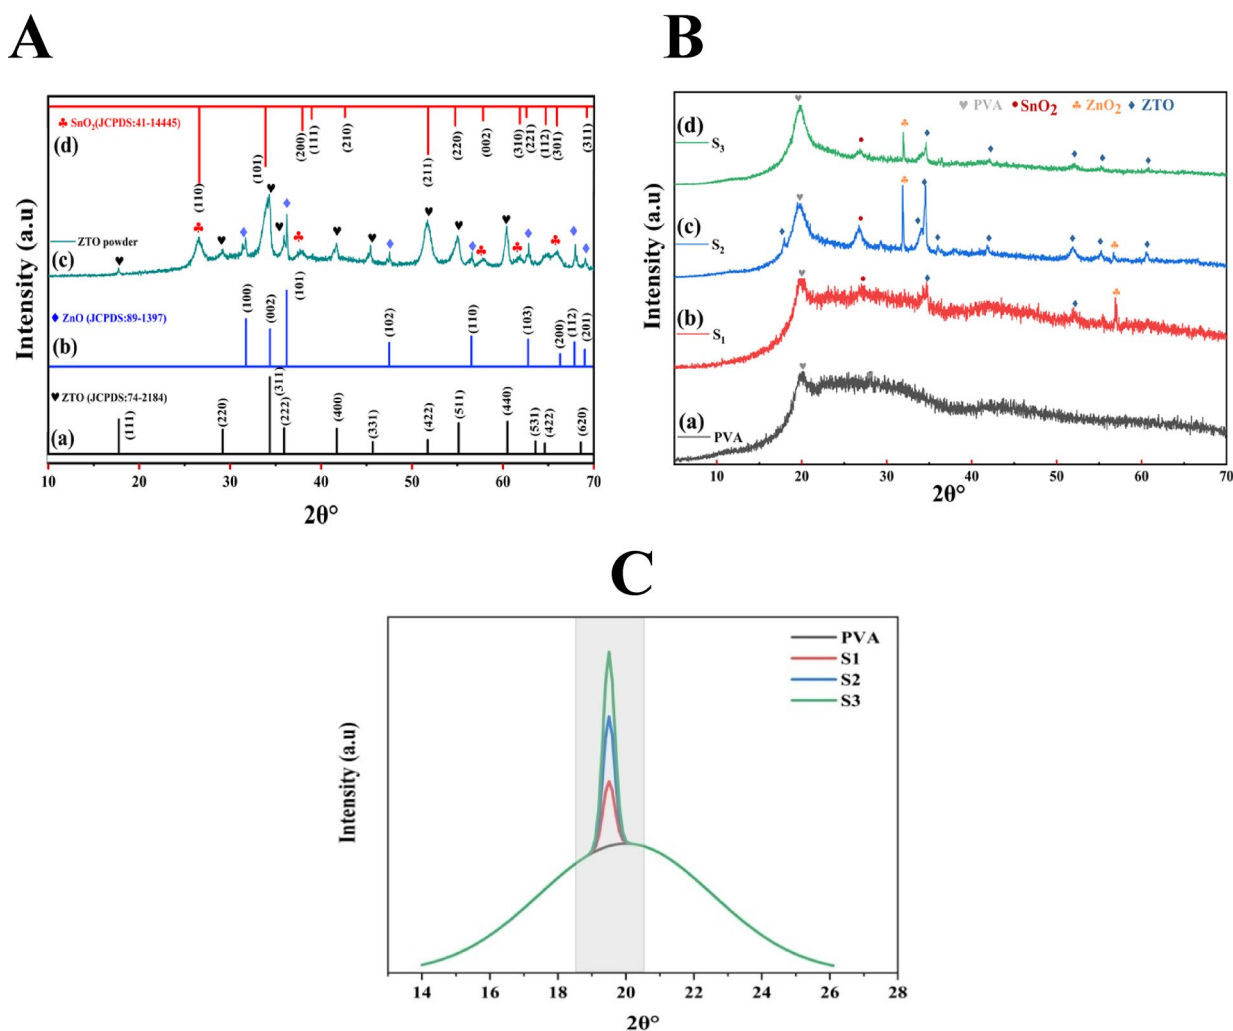 A
♣ SnO2(JCPDS:41-14445)
(d)
(110)
(101)
(200)
(111)
(210)
(211)
(220)
(002)
(310)
(221)
(112)
(301)
(311)
ZTO powder
(c)
♦ ZnO (JCPDS:89-1397)
(b)
(100)
(002)
(101)
(102)
(110)
(103)
(200)
(112)
(201)
♥ ZTO (JCPDS:74-2184)
(a)
(111)
(220)
(311)
(222)
(400)
(331)
(422)
(511)
(440)
(531)
(422)
(620)
10 20 30 40 50 60 70
2θ°
Intensity (a.u)
B
♥ PVA ● SnO2 ♣ ZnO2 ♦ ZTO
(d)
S3
(c)
S2
(b)
S1
(a)
PVA
10 20 30 40 50 60 70
2θ°
Intensity (a.u)
C
PVA
S1
S2
S3
14 16 18 20 22 24 26 28
2θ°
Intensity (a.u)